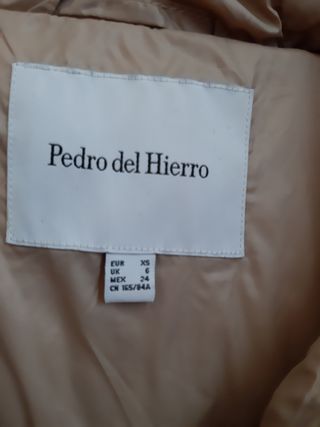 Pedro del Hierro
EUR XS
UK 6
MEX 24
CN 165/84A